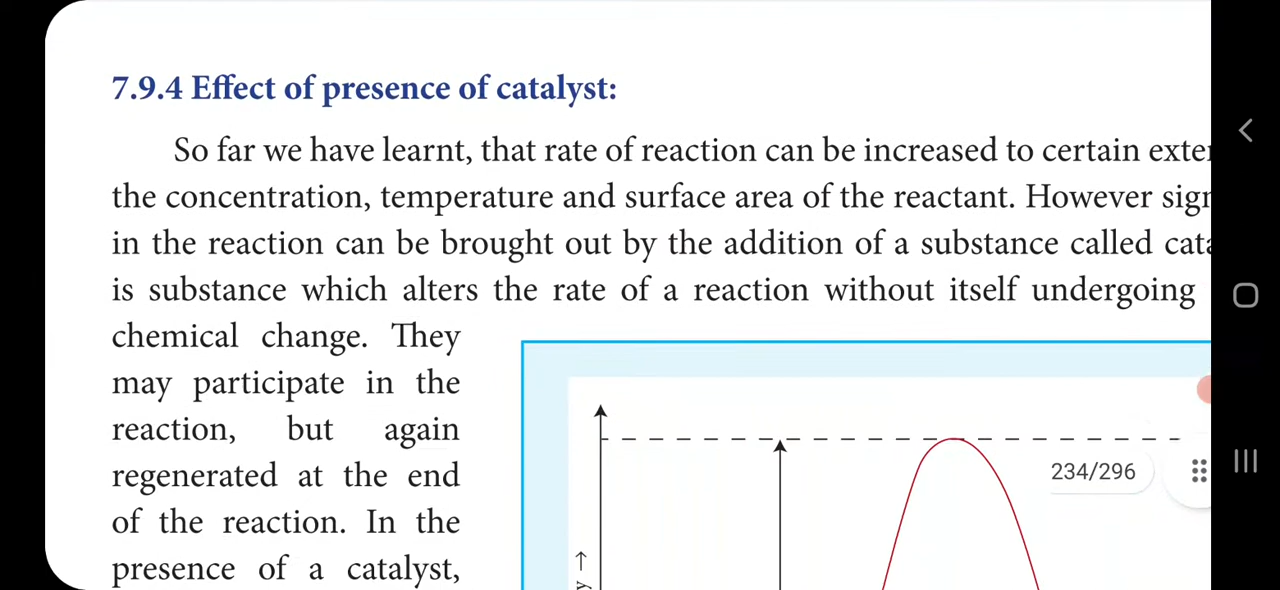 7.9.4 Effect of presence of catalyst:
So far we have learnt, that rate of reaction can be increased to certain
the concentration, temperature and surface area of the reactant. However
in the reaction can be brought out by the addition of a substance called
is substance which alters the rate of a reaction without itself undergoing
chemical change. They
may participate in the
reaction, but again
regenerated at the end
of the reaction. In the
presence of a catalyst,
234/296